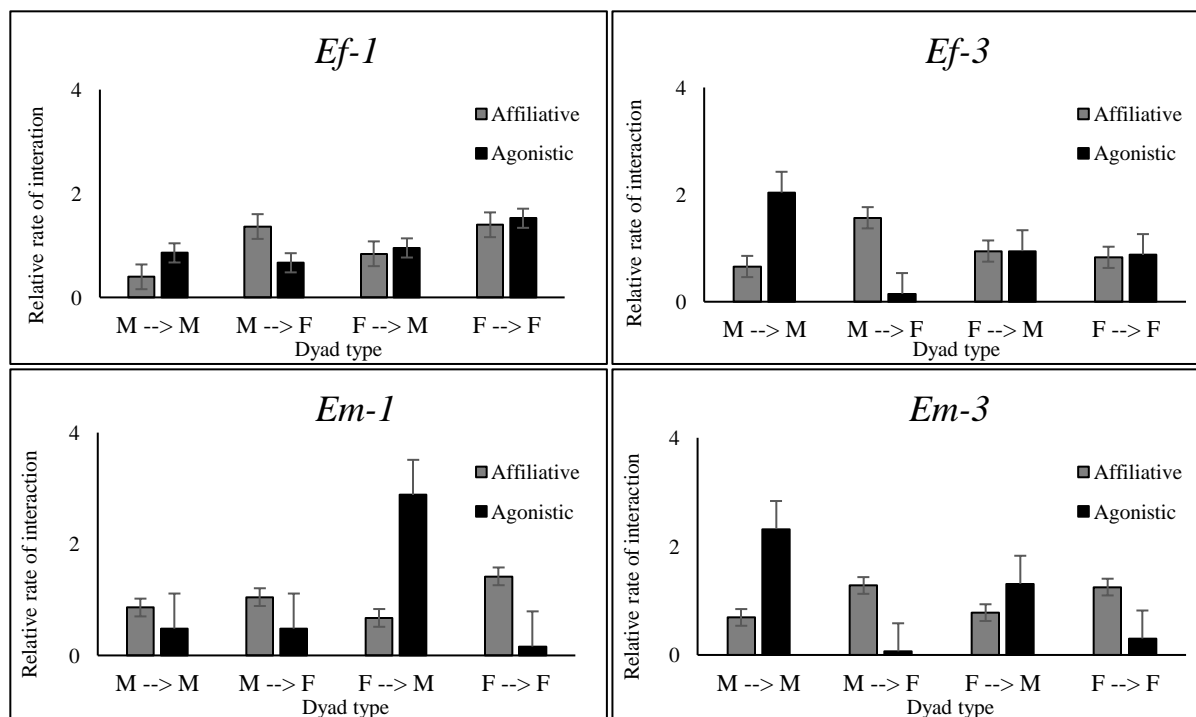 Ef-1
Relative rate of interation
4
2
0
Affiliative
Agonistic
M --> M M --> F F --> M F --> F
Dyad type
Ef-3
Relative rate of interaction
4
2
0
Affiliative
Agonistic
M --> M M --> F F --> M F --> F
Dyad type
Em-1
Relative rate of interaction
4
2
0
Affiliative
Agonistic
M --> M M --> F F --> M F --> F
Dyad type
Em-3
Relative rate of interaction
4
2
0
Affiliative
Agonistic
M --> M M --> F F --> M F --> F
Dyad type